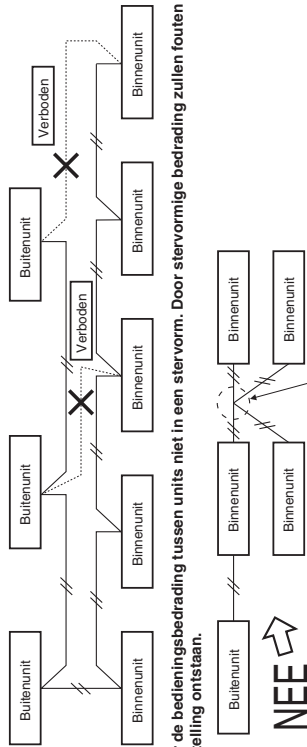 Verboden
Buitenunit
Buitenunit
Buitenunit
Verboden
Binnenunit
Binnenunit
Binnenunit
Binnenunit
Binnenunit
r de bedieningsbedrading tussen units niet in een stervorm. Door stervormige bedrading zullen fouten
telling ontstaan.
Buitenunit
Binnenunit
Binnenunit
Binnenunit
Binnenunit
NEE